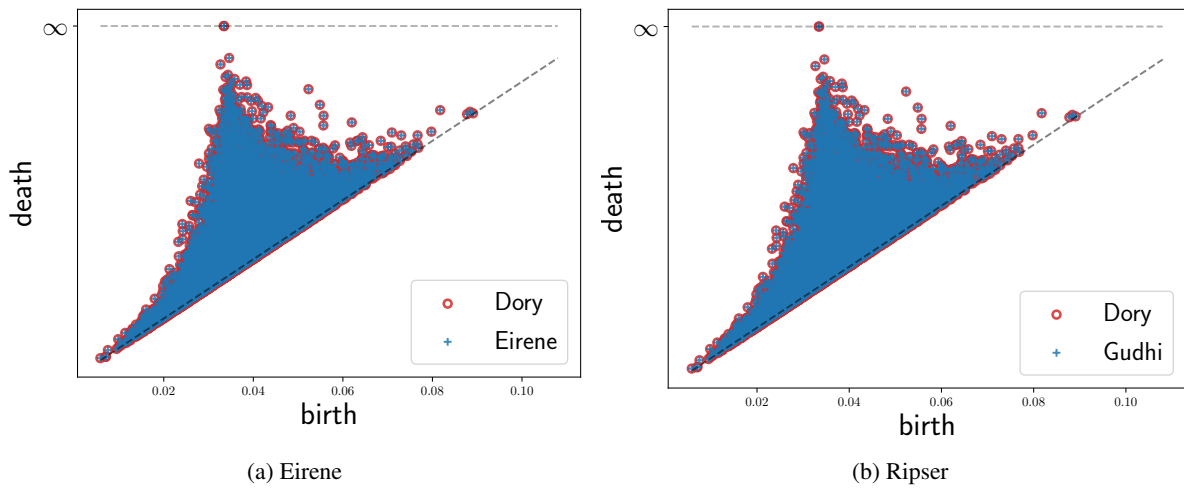 ∞
death
Dory
Eirene
0.02 0.04 0.06 0.08 0.10
birth
(a) Eirene
∞
death
Dory
Gudhi
0.02 0.04 0.06 0.08 0.10
birth
(b) Ripser